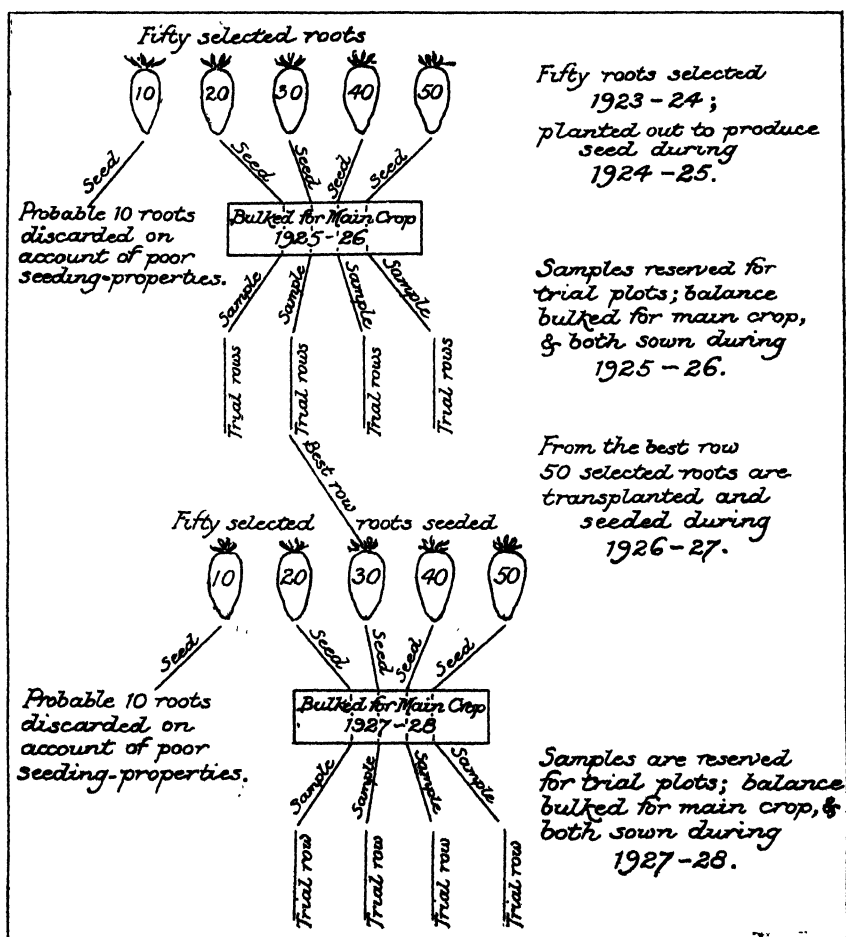 Fifty selected roots
10 20 30 40 50
Fifty roots selected
1923-24;
planted out to produce
seed during
1924-25.
Seed Seed Seed Seed Seed
Probable 10 roots
discarded on
account of poor
seeding-properties.
Bulked for Main Crop
1925-26
Sample Sample Sample Sample
Samples reserved for
trial plots; balance
bulked for main crop,
& both sown during
1925-26.
Trial rows Trial rows Trial rows Trial rows
Best row
From the best row
50 selected roots are
transplanted and
seeded during
1926-27.
Fifty selected roots seeded
10 20 30 40 50
Seed Seed Seed Seed Seed
Probable 10 roots
discarded on
account of poor
seeding-properties.
Bulked for Main Crop
1927-28
Sample Sample Sample Sample
Samples are reserved
for trial plots; balance
bulked for main crop, &
both sown during
1927-28.
Trial row Trial row Trial row Trial row